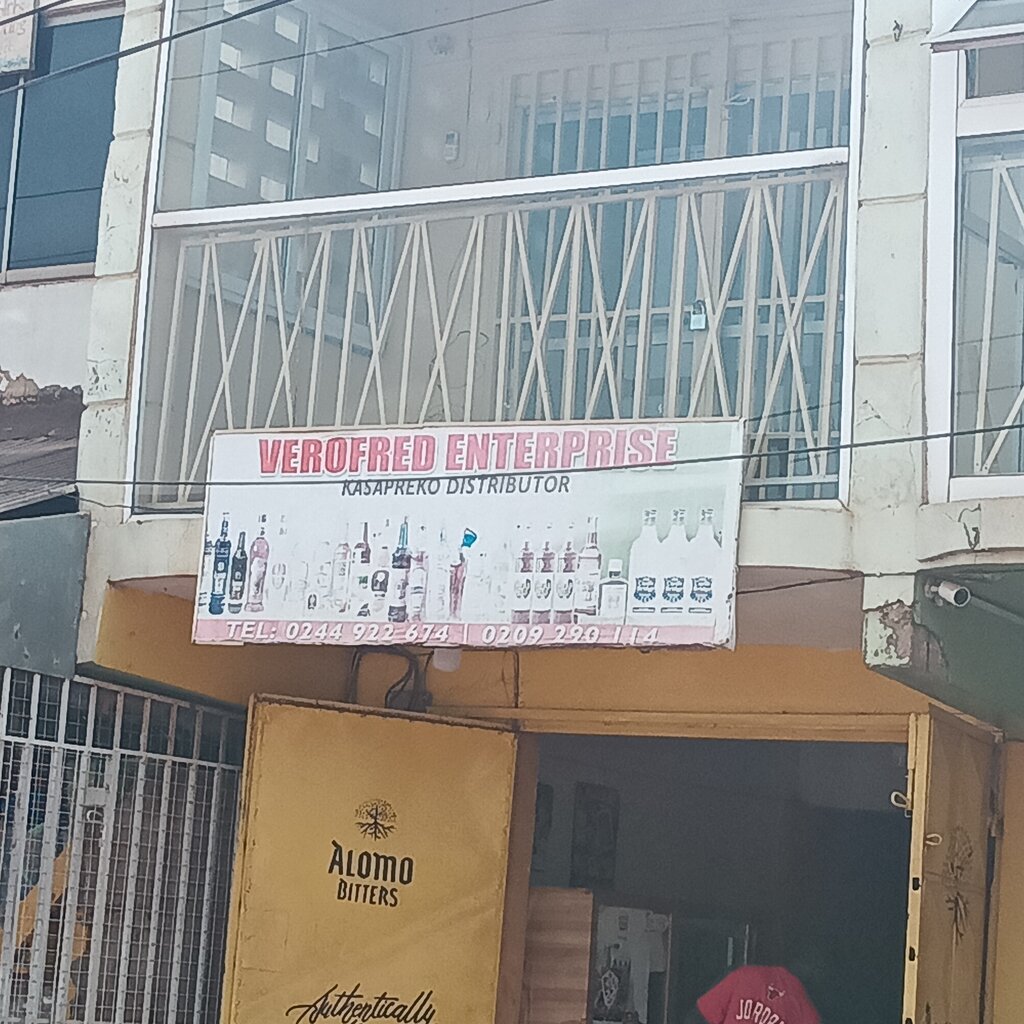 VEROFRED ENTERPRISE
KASAPREKO DISTRIBUTOR
TEL: 0244 922 674 | 0209 290 114
ALOMO
BITTERS
Authentically